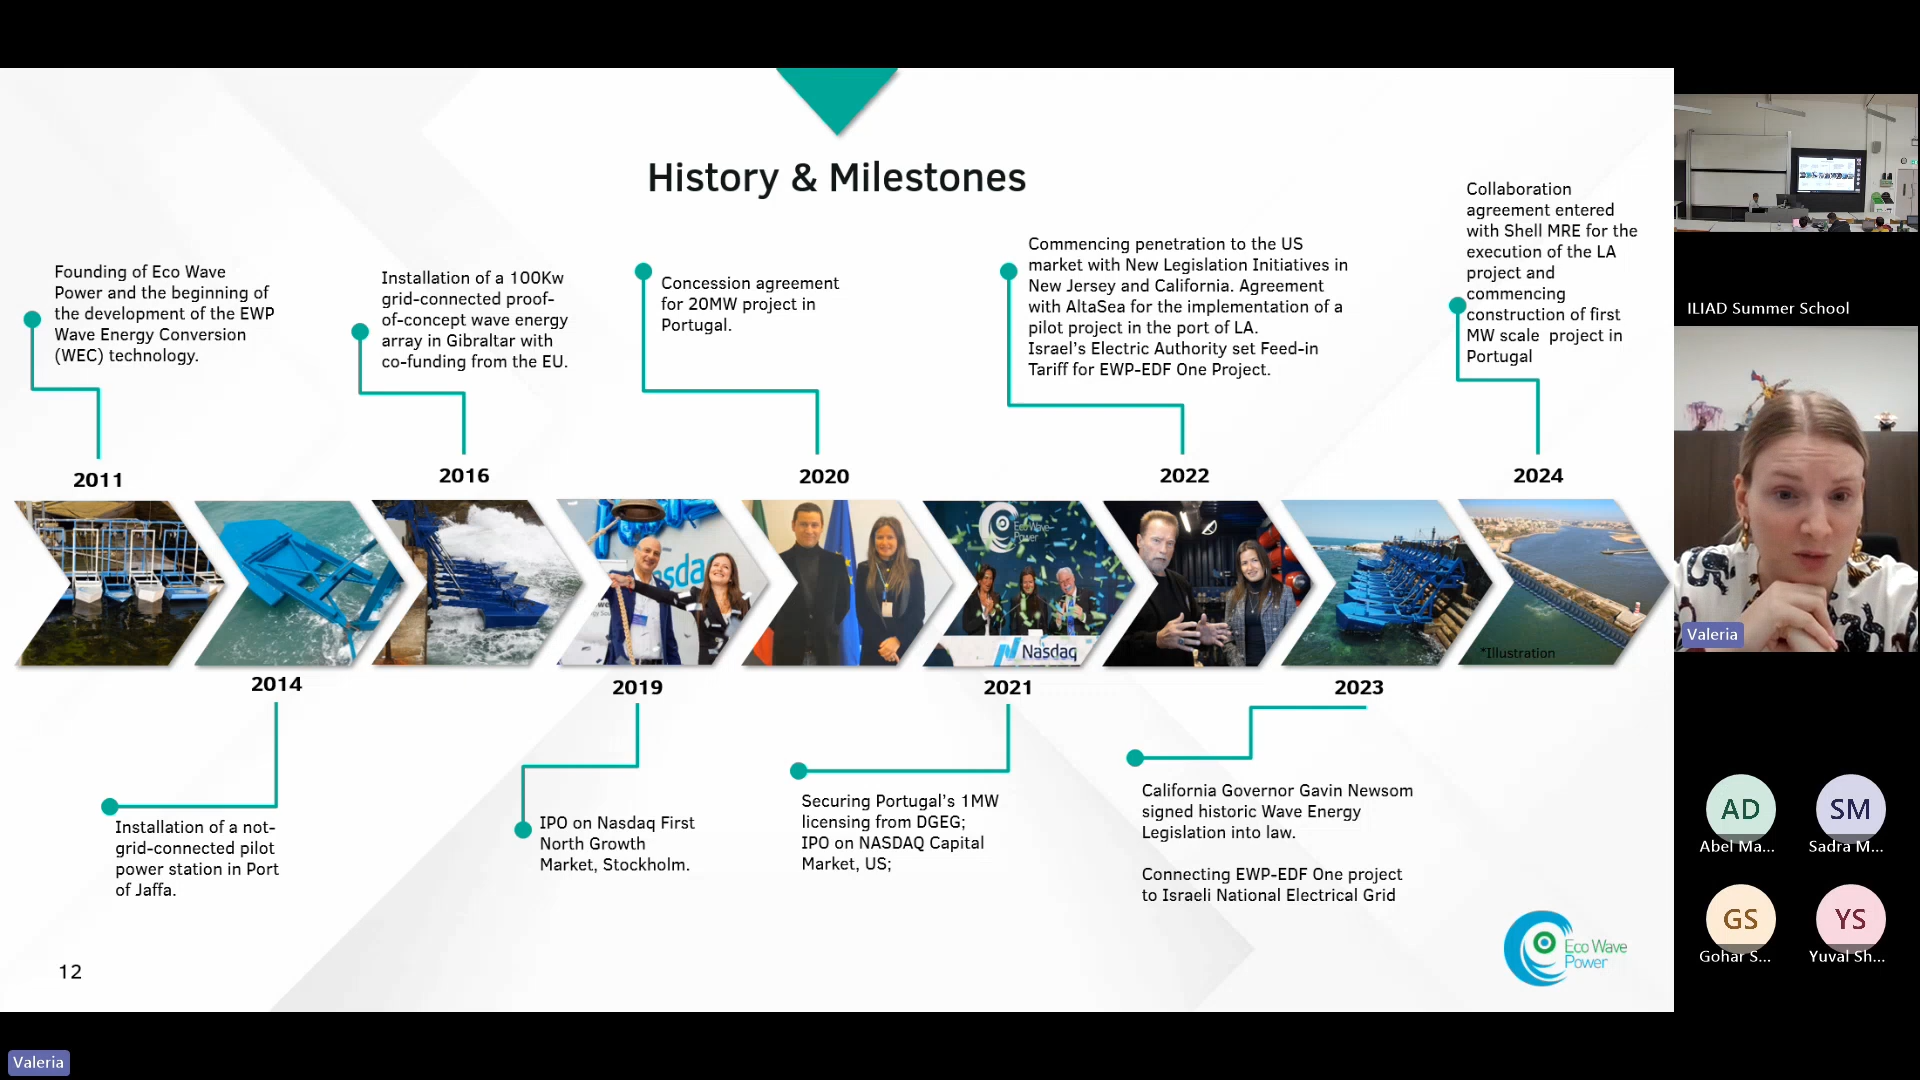 History & Milestones
Founding of Eco Wave
Power and the beginning of
the development of the EWP
Wave Energy Conversion
(WEC) technology.
2011
Installation of a 100Kw
grid-connected proof-
of-concept wave energy
array in Gibraltar with
co-funding from the EU.
2016
Concession agreement
for 20MW project in
Portugal.
2020
Commencing penetration to the US
market with New Legislation Initiatives in
New Jersey and California. Agreement
with AltaSea for the implementation of a
pilot project in the port of LA.
Israel's Electric Authority set Feed-in
Tariff for EWP-EDF One Project.
2022
Collaboration
agreement entered
with Shell MRE for the
execution of the LA
project and
commencing
construction of first
MW scale  project in
Portugal
2024
Eco Wave
Power
Nasdaq
*Illustration
2014
Installation of a not-
grid-connected pilot
power station in Port
of Jaffa.
2019
IPO on Nasdaq First
North Growth
Market, Stockholm.
2021
Securing Portugal's 1MW
licensing from DGEG;
IPO on NASDAQ Capital
Market, US;
2023
California Governor Gavin Newsom
signed historic Wave Energy
Legislation into law.
Connecting EWP-EDF One project
to Israeli National Electrical Grid
12
Eco Wave
Power
ILIAD Summer School
Valeria
AD
Abel Ma...
SM
Sadra M...
GS
Gohar S...
YS
Yuval Sh...
Valeria